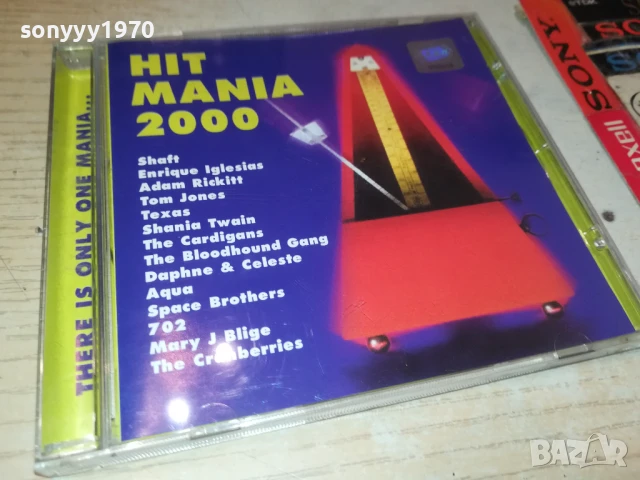 sonyyy1970
HIT
MANIA
2000
Shaft
Enrique Iglesias
Adam Rickitt
Tom Jones
Texas
Shania Twain
The Cardigans
The Bloodhound Gang
Daphne & Celeste
Aqua
Space Brothers
702
Mary J Blige
The Cranberries
THERE IS ONLY ONE MANIA...
SONY
BAZAR